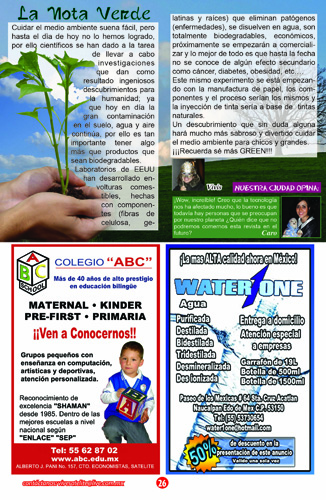 La Nota Verde
Cuidar el medio ambiente suena fácil, pero
hasta el día de hoy no lo hemos logrado,
por ello científicos se han dado a la tarea
de llevar a cabo
investigaciones
que dan como
resultado ingeniosos
descubrimientos para
la humanidad, ya
que hoy en día la
gran contaminación
en el suelo, agua y aire
continúa, por ello es tan
importante tener algo
más que productos que
sean biodegradables.
Laboratorios de EEUU
han desarrollado en-
volturas comes-
tibles, hechas
con componen-
tes (fibras de
celulosa, ge-
latinas y raíces) que eliminan patógenos
(enfermedades), se disuelven en agua, son
totalmente biodegradables, económicos,
próximamente se empezarán a comerciali-
zar y lo mejor de todo es que hasta la fecha
no se conoce de algún efecto secundario
como cáncer, diabetes, obesidad, etc....
Este mismo experimento se está empezan-
do con la manufactura de papel, los com-
ponentes y el proceso serían los mismos y
la inyección de tinta sería a base de tintas
naturales.
Un descubrimiento que sin duda alguna
hará mucho más sabroso y divertido cuidar
el medio ambiente para chicos y grandes.
¡¡¡Recuerda sé más GREEN!!!
Vivis
NUESTRA CIUDAD OPINA
¡Wow, increíble! Creo que la tecnología
nos ha afectado mucho, lo bueno es que
todavía hay personas que se preocupan
por nuestro planeta ¿Quién dice que no
podremos comernos esta revista en el
futuro?
Caro
ABC
SCHOOL
COLEGIO "ABC"
Más de 40 años de alto prestigio
en educación bilingüe
MATERNAL • KINDER
PRE-FIRST • PRIMARIA
¡¡Ven a Conocernos!!
Grupos pequeños con
enseñanza en computación,
artísticas y deportivas,
atención personalizada.
Reconocimiento de
excelencia "SHAMAN"
desde 1985. Dentro de las
mejores escuelas a nivel
nacional según
"ENLACE" "SEP"
Tel: 55 62 87 02
www.abc.edu.mx
ALBERTO J. PANI No. 157, CTO. ECONOMISTAS, SATELITE
¡La mas ALTA calidad ahora en México!
WATER ONE
Agua
Purificada
Destilada
Bidestilada
Tridestilada
Desmineralizada
Des Ionizada
Entrega a domicilio
Atención especial
a empresas
Garrafón de 19L
Botella de 500ml
Botella de 1500ml
Paseo de los Mexicas # 64 Sta. Cruz Acatlan
Naucalpan Edo de Mex C.P. 53150
Tel: (55) 53730654
waterfone@hotmail.com
50%
de descuento en la
presentación de este anuncio
Valido una sola vez
26